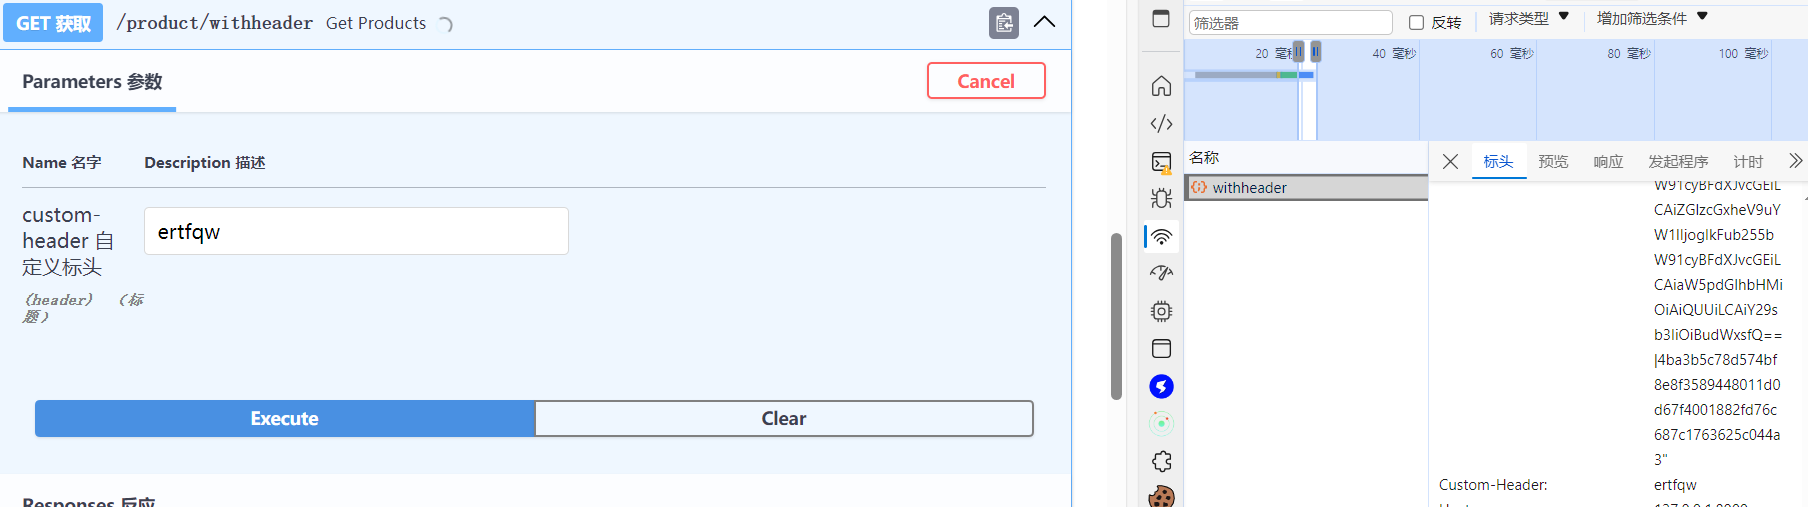 GET 获取 /product/withheader Get Products
Parameters 参数
Cancel
Name 名字 Description 描述
custom-
header 自
定义标头
(header) （标
题）
ertfqw
Execute
Clear
Responses 反应
筛选器
反转
请求类型
增加筛选条件
20 毫秒
40 毫秒
60 毫秒
80 毫秒
100 毫秒
名称
withheader
标头
预览
响应
发起程序
计时
W91cyBFdXJvcGEiL
CAiZGlzcGxheV9uY
W1lIjogIkFub255b
W91cyBFdXJvcGEiL
CAiaW5pdGlhbHMi
OiAiQUUiLCAiY29s
b3IiOiBudWxsfQ==
|4ba3b5c78d574bf
8e8f3589448011d0
d67f4001882fd76c
687c1763625c044a
3"
Custom-Header:
ertfqw